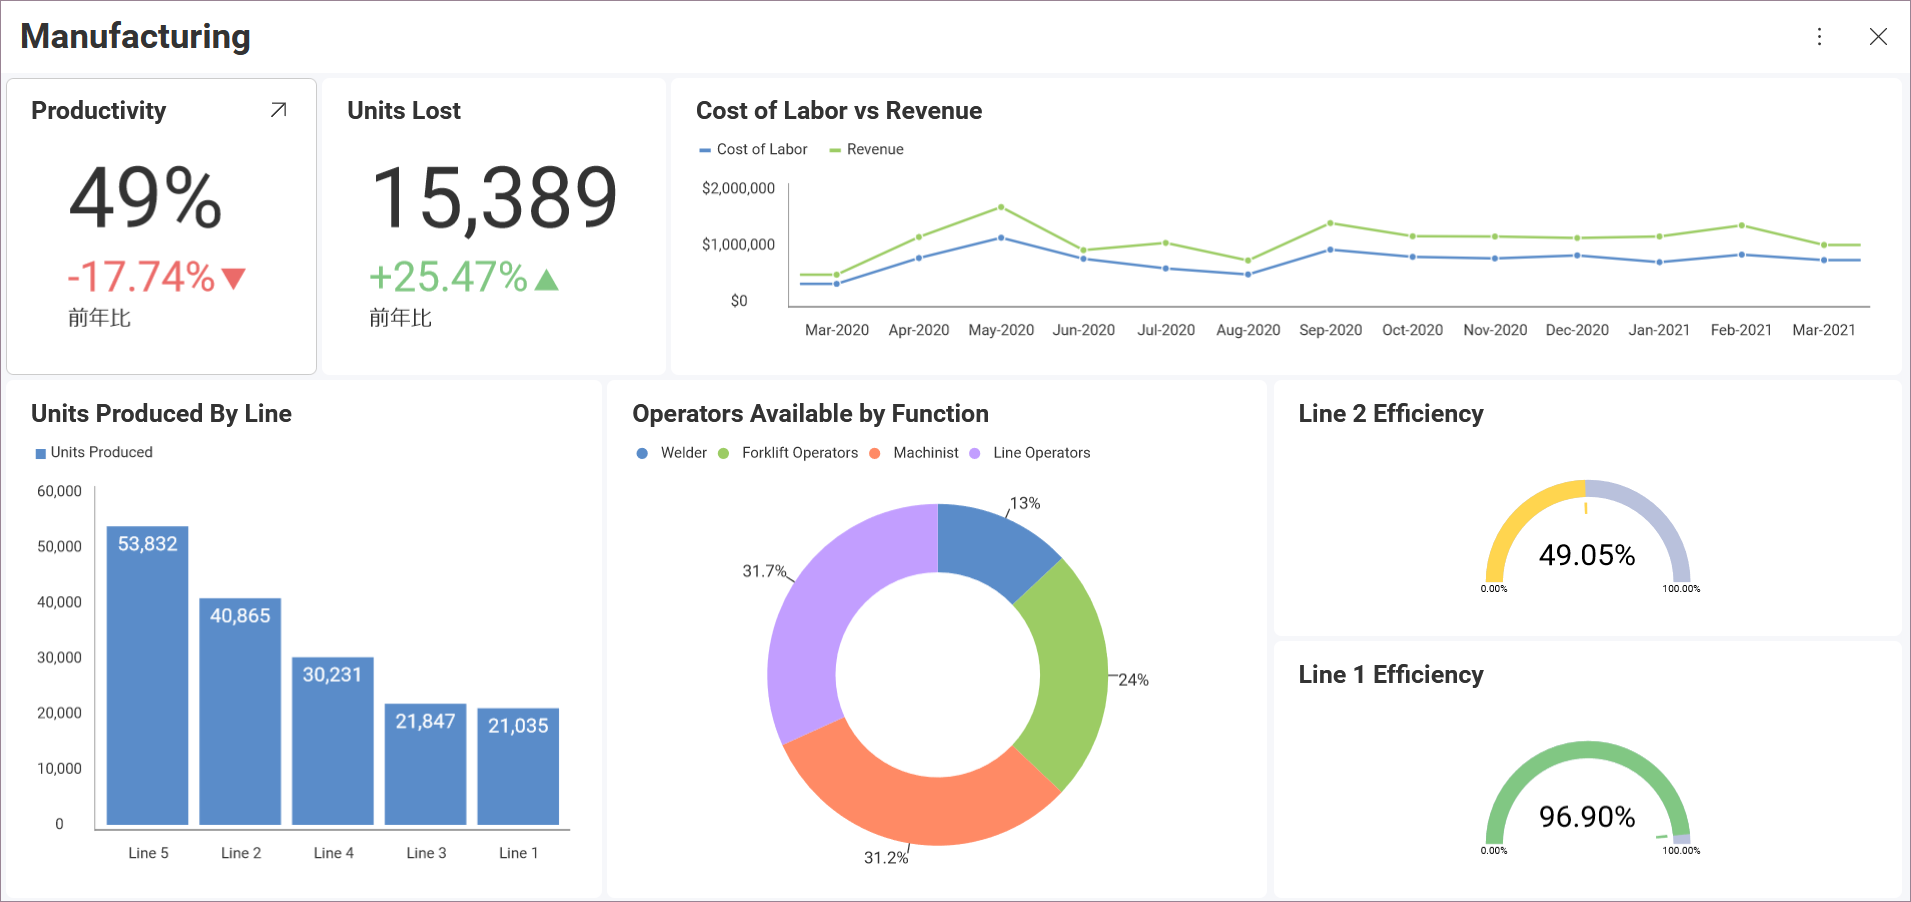 Manufacturing
Productivity
49%
-17.74%▼
前年比
Units Lost
15,389
+25.47%▲
前年比
Cost of Labor vs Revenue
Cost of Labor
Revenue
$2,000,000
$1,000,000
$0
Mar-2020 Apr-2020 May-2020 Jun-2020 Jul-2020 Aug-2020 Sep-2020 Oct-2020 Nov-2020 Dec-2020 Jan-2021 Feb-2021 Mar-2021
Units Produced By Line
Units Produced
60,000
50,000
40,000
30,000
20,000
10,000
0
53,832
40,865
30,231
21,847
21,035
Line 5 Line 2 Line 4 Line 3 Line 1
Operators Available by Function
Welder Forklift Operators Machinist Line Operators
13%
31.7%
24%
31.2%
Line 2 Efficiency
49.05%
0.00% 100.00%
Line 1 Efficiency
96.90%
0.00% 100.00%